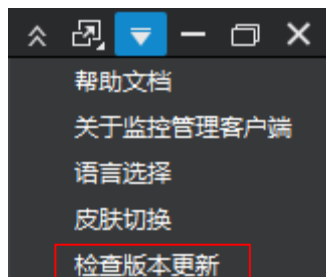 帮助文档
关于监控管理客户端
语言选择
皮肤切换
检查版本更新